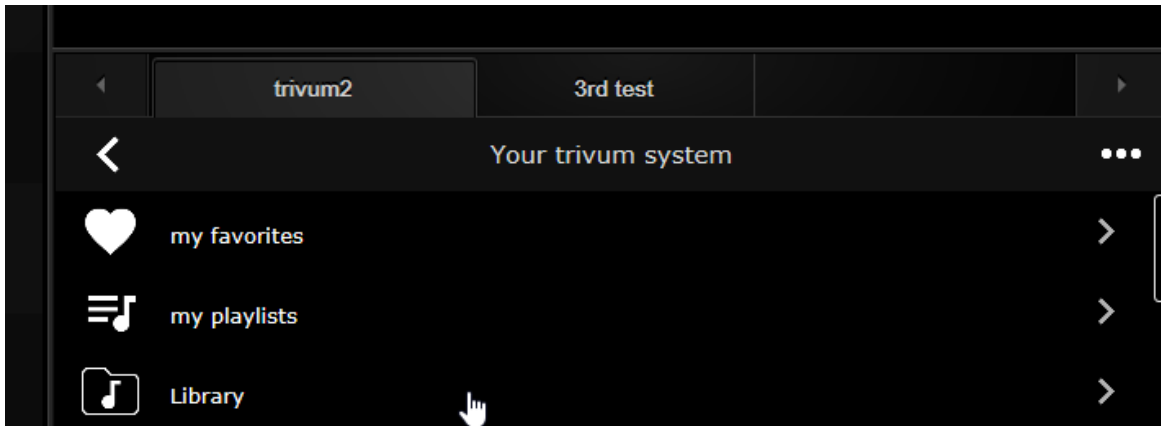 trivum2 3rd test
Your trivum system
my favorites
my playlists
Library